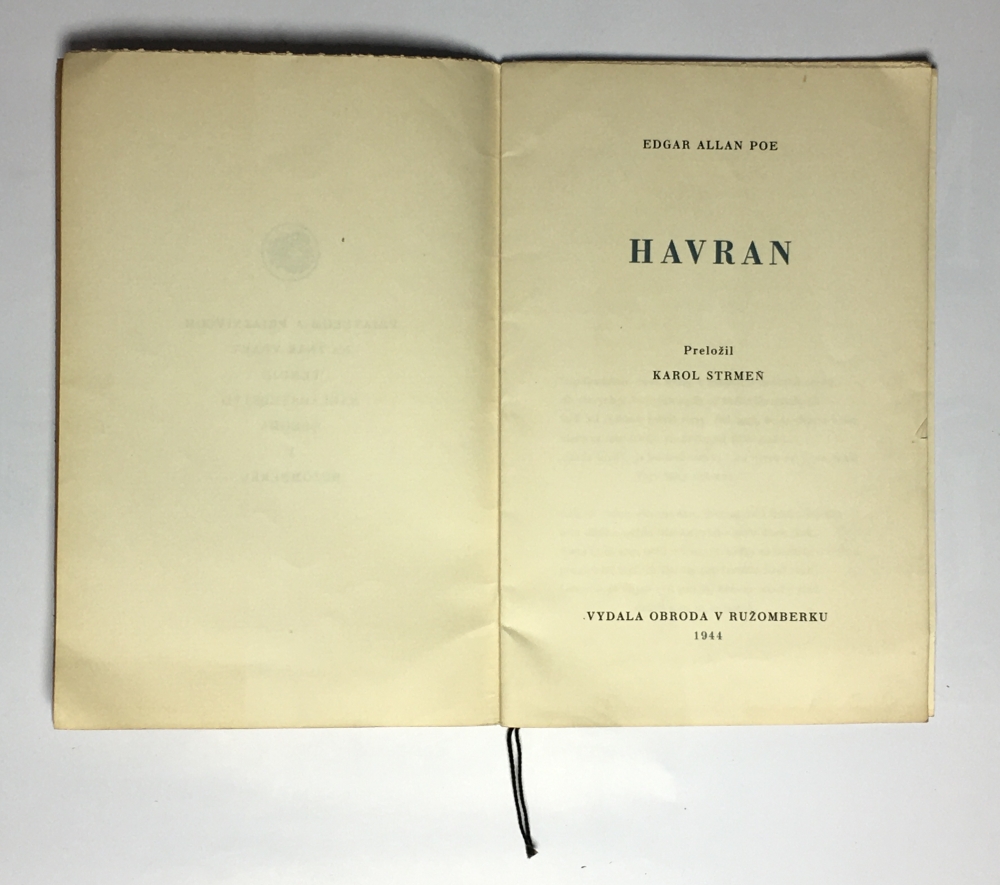 EDGAR ALLAN POE
HAVRAN
Preložil
KAROL STRMEŇ
VYDALA OBRODA V RUŽOMBERKU
1944